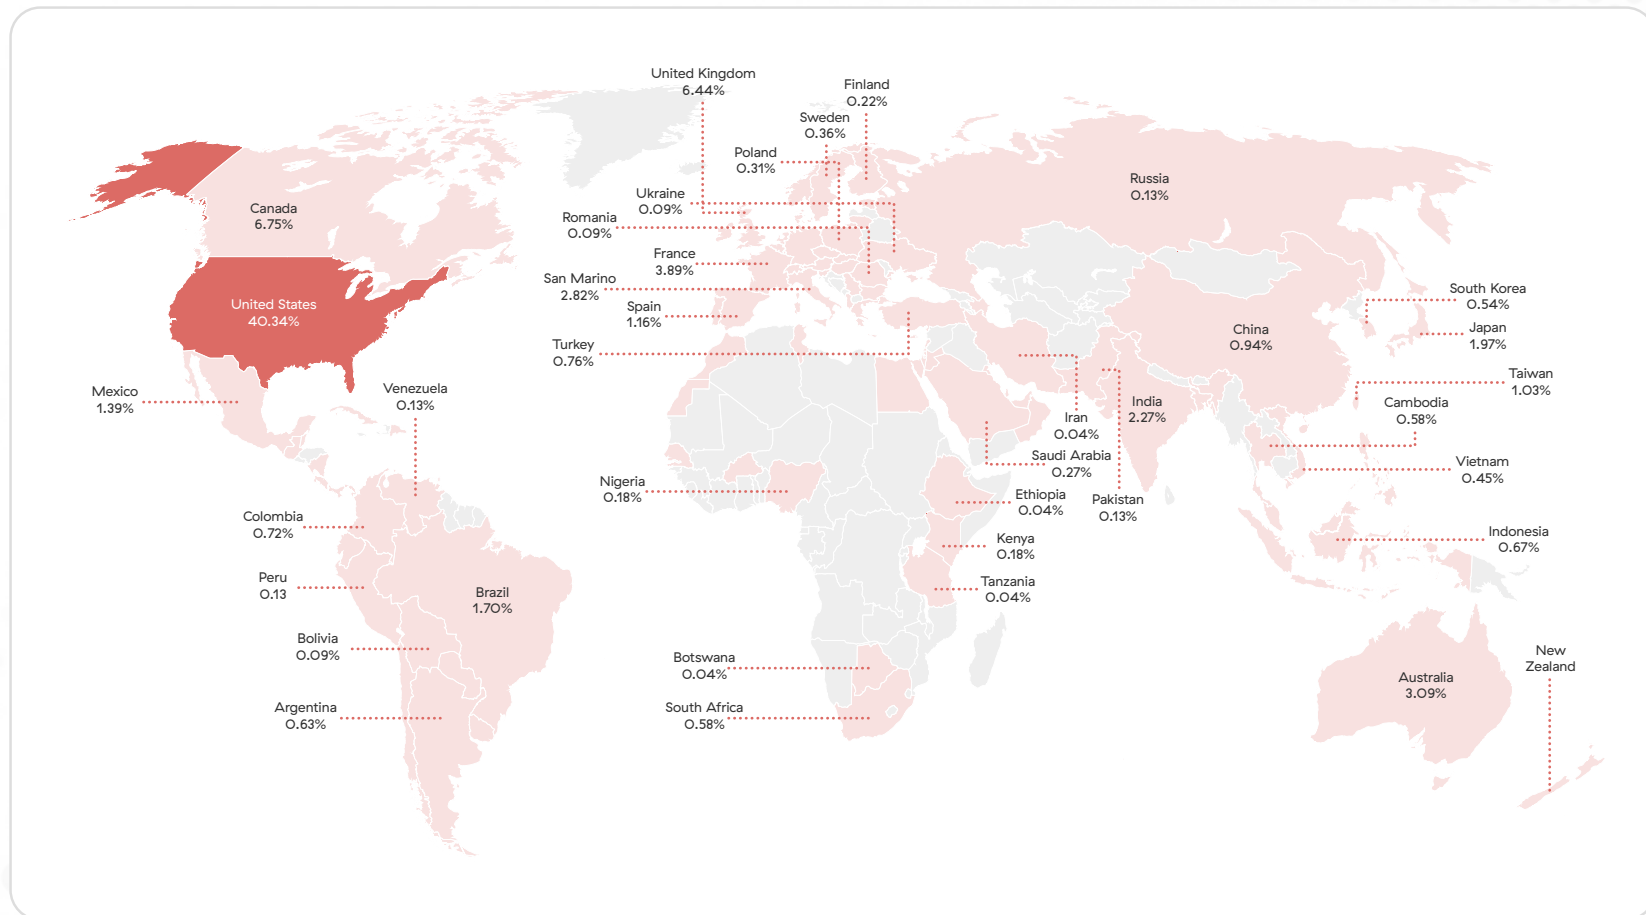 United Kingdom
6.44%
Finland
0.22%
Sweden
0.36%
Poland
0.31%
Ukraine
0.09%
Romania
0.09%
France
3.89%
San Marino
2.82%
Spain
1.16%
Turkey
0.76%
Canada
6.75%
United States
40.34%
Mexico
1.39%
Venezuela
0.13%
Colombia
0.72%
Peru
0.13
Brazil
1.70%
Bolivia
0.09%
Argentina
0.63%
Nigeria
0.18%
Botswana
0.04%
South Africa
0.58%
Ethiopia
0.04%
Kenya
0.18%
Tanzania
0.04%
Russia
0.13%
China
0.94%
India
2.27%
Iran
0.04%
Saudi Arabia
0.27%
Pakistan
0.13%
South Korea
0.54%
Japan
1.97%
Taiwan
1.03%
Cambodia
0.58%
Vietnam
0.45%
Indonesia
0.67%
Australia
3.09%
New
Zealand